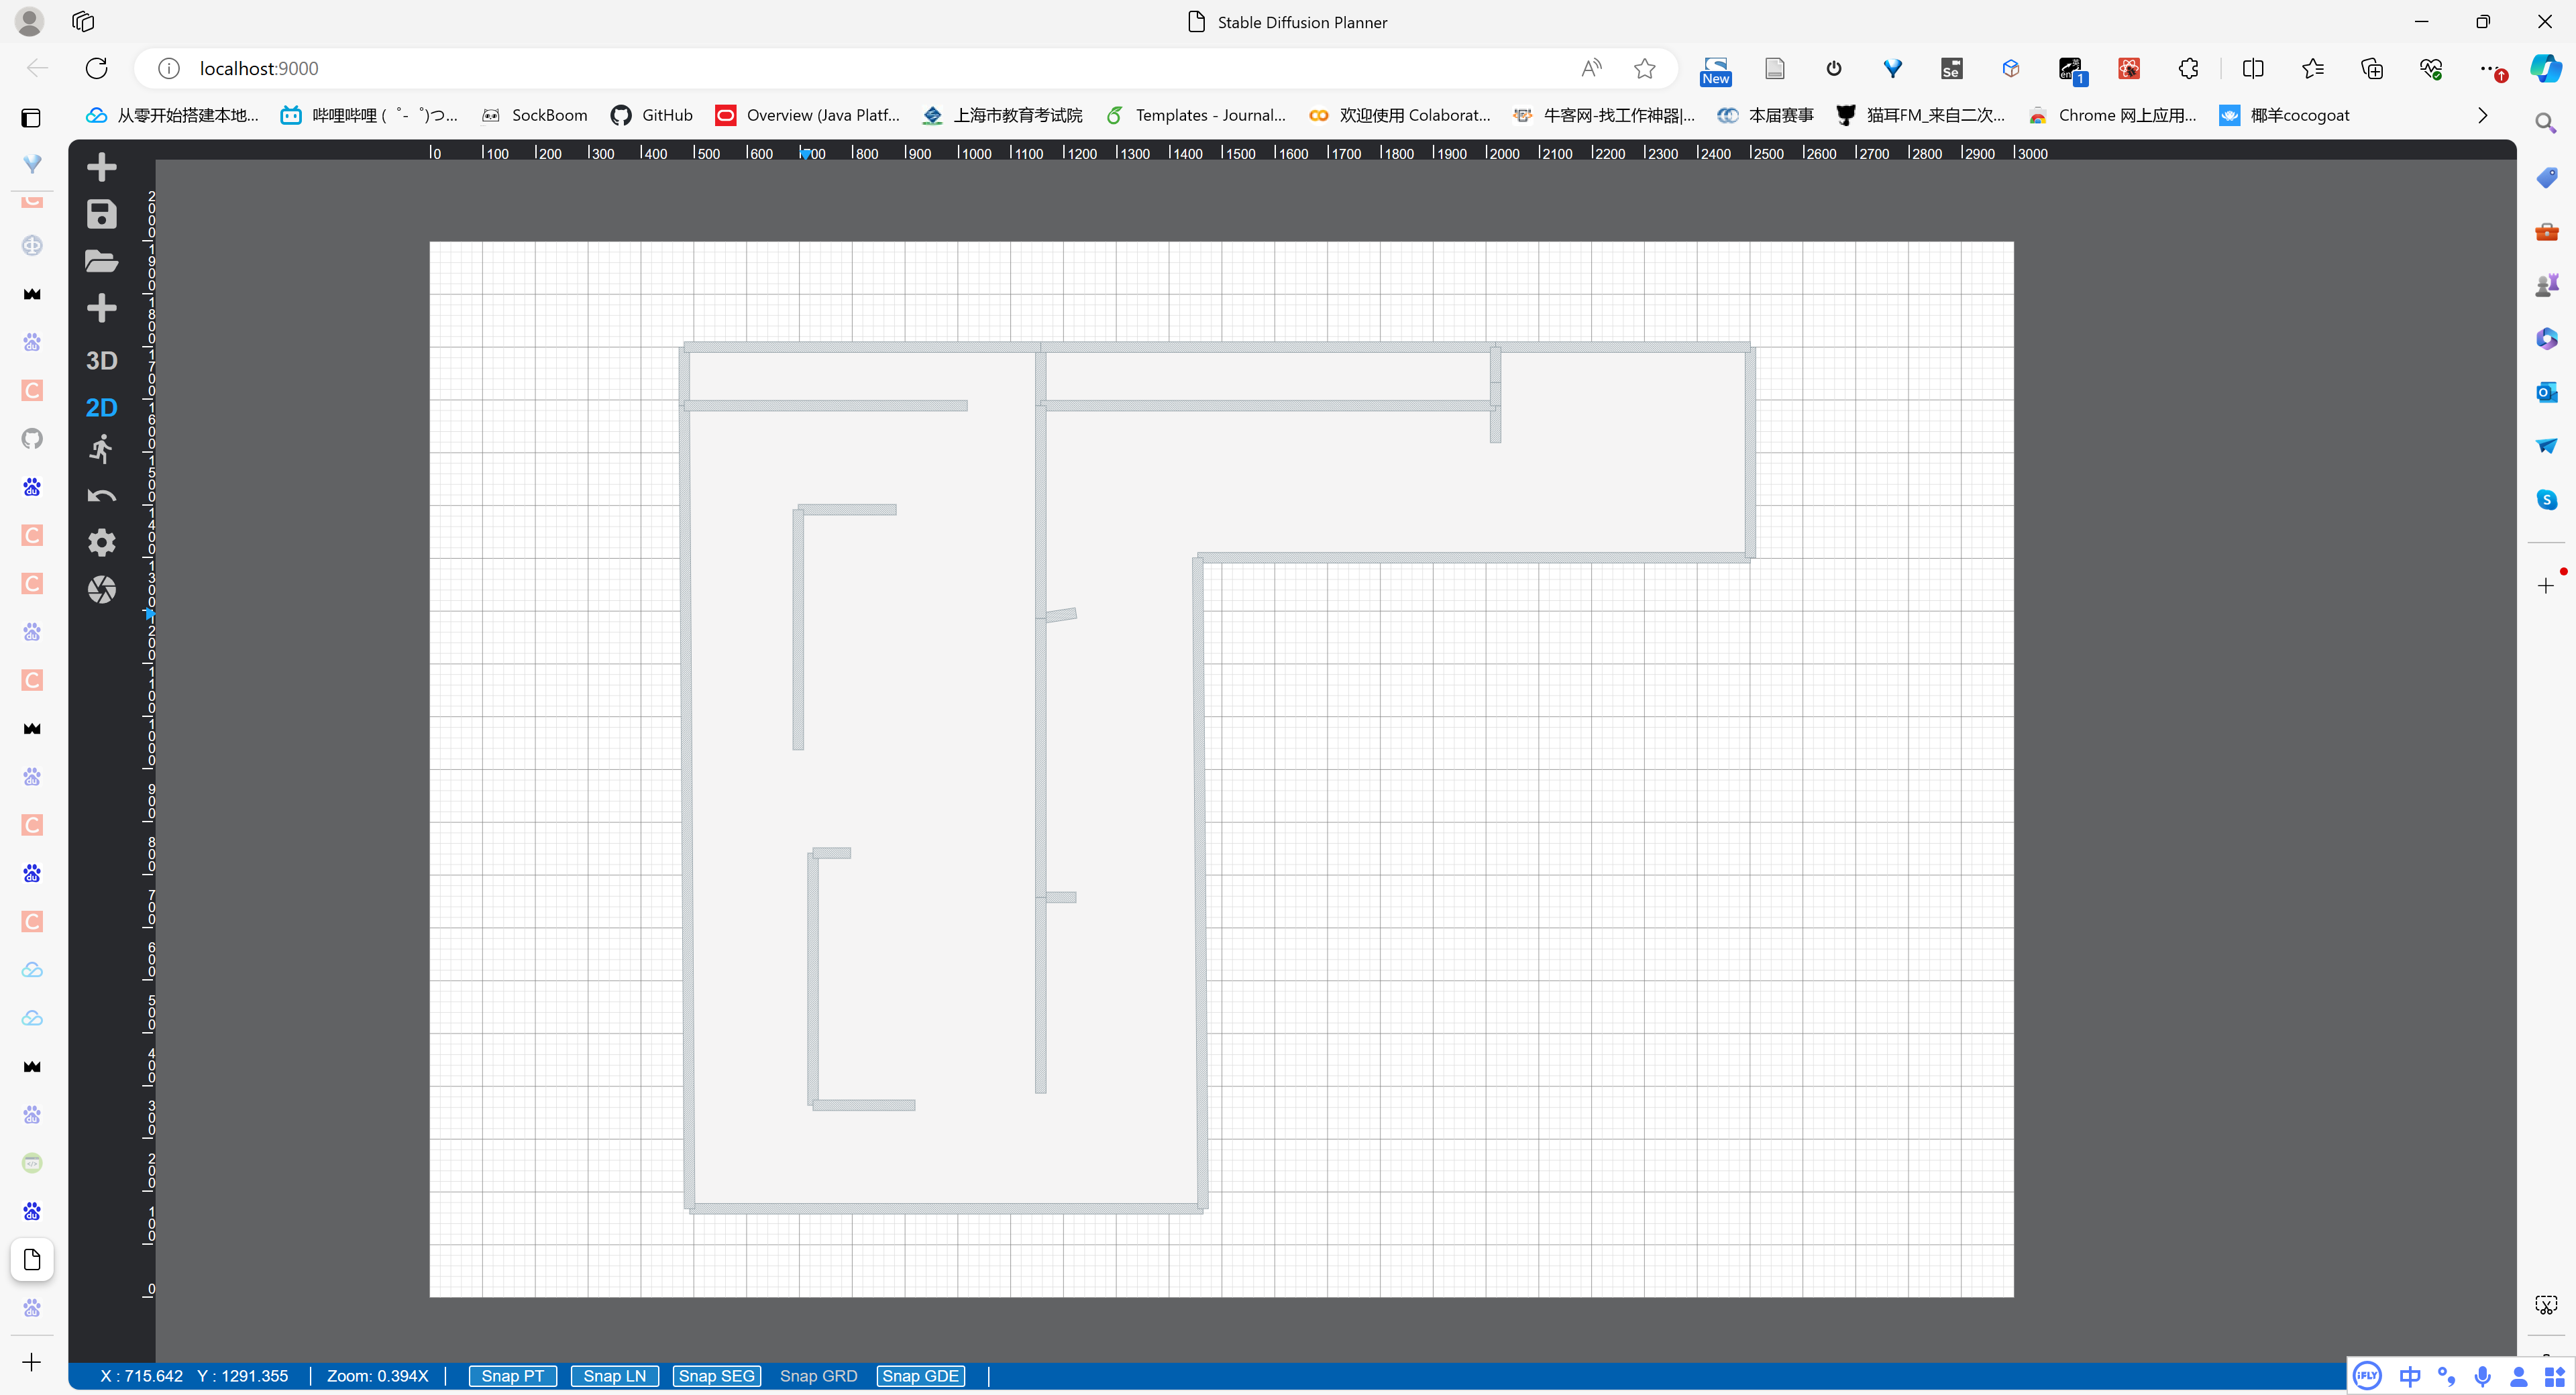 Stable Diffusion Planner
localhost:9000
New
1
从零开始搭建本地... 哔哩哔哩 (゜-゜)つ... SockBoom GitHub Overview (Java Platf... 上海市教育考试院 Templates - Journal... 欢迎使用 Colaborat... 牛客网-找工作神器|... 本届赛事 猫耳FM_来自二次... Chrome 网上应用... 椰羊cocogoat
0 100 200 300 400 500 600 700 800 900 1000 1100 1200 1300 1400 1500 1600 1700 1800 1900 2000 2100 2200 2300 2400 2500 2600 2700 2800 2900 3000
2000
1900
1800
1700
1600
1500
1400
1300
1200
1100
1000
900
800
700
600
500
400
300
200
100
0
3D
2D
X : 715.642 Y : 1291.355 Zoom: 0.394X Snap PT Snap LN Snap SEG Snap GRD Snap GDE
iFLY 中